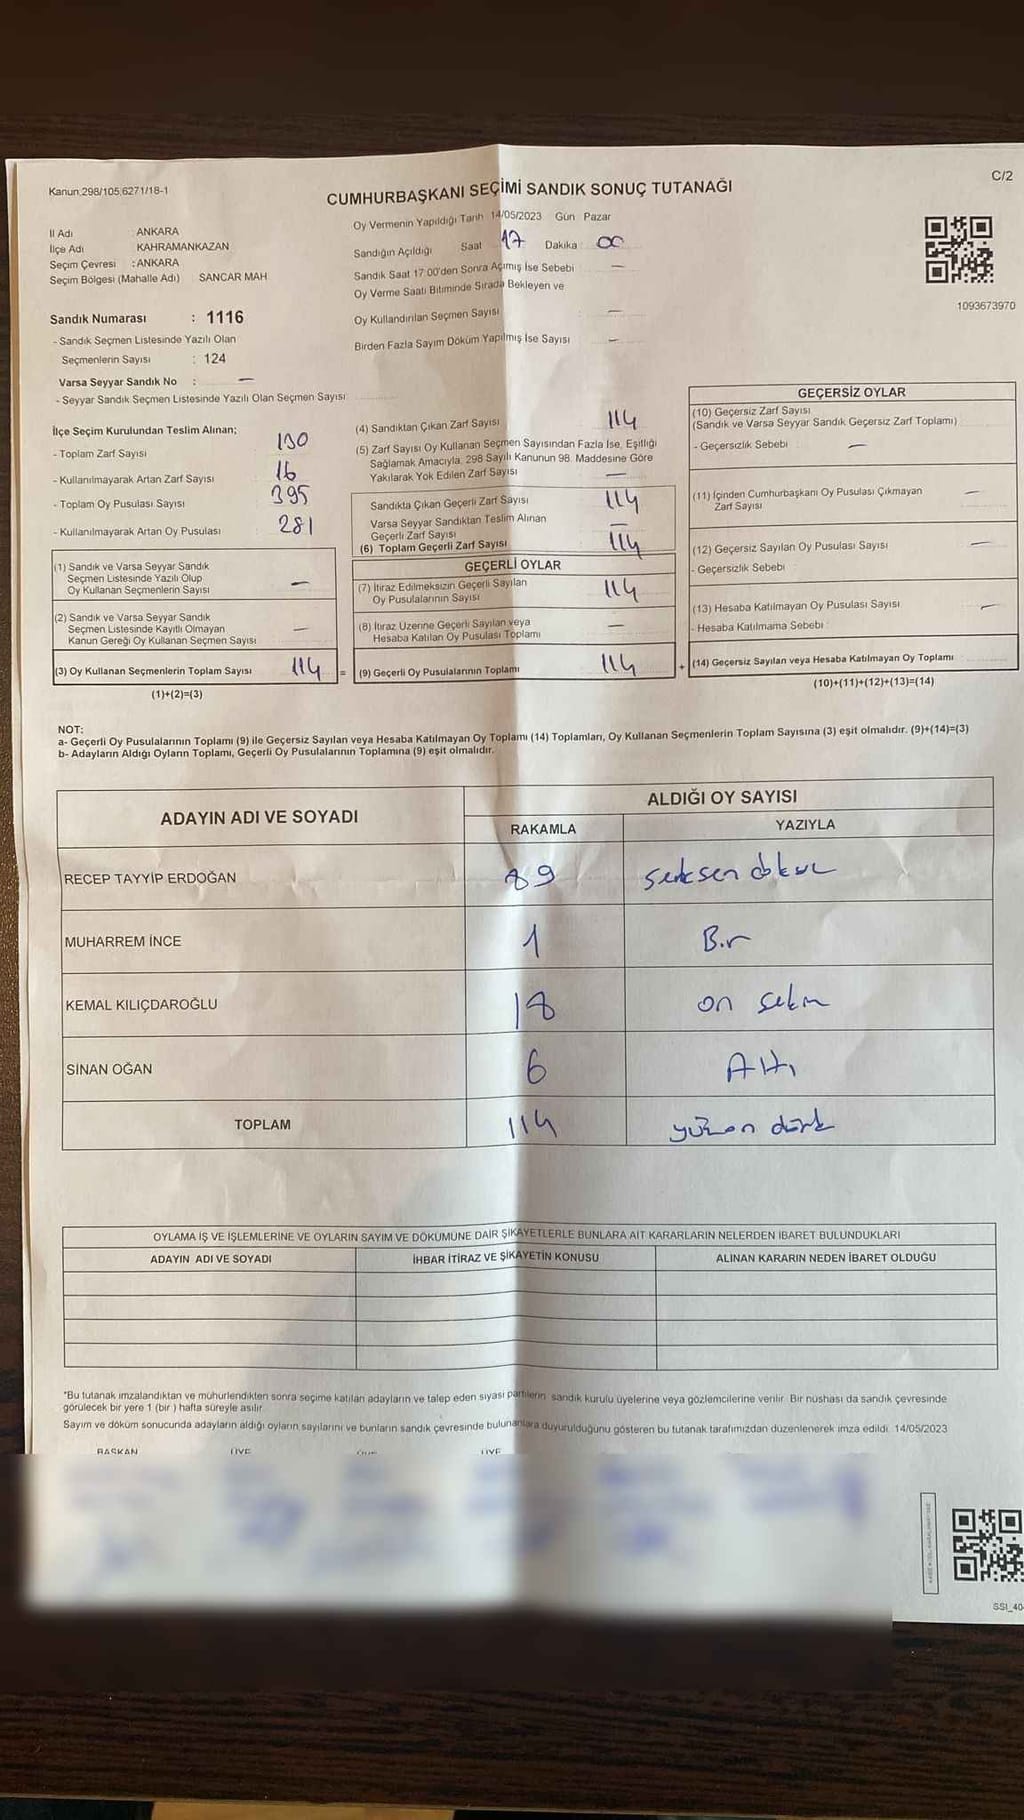 Kanun 298/105,6271/18-1
C/2
CUMHURBAŞKANI SEÇİMİ SANDIK SONUÇ TUTANAĞI
İl Adı : ANKARA
İlçe Adı KAHRAMANKAZAN
Seçim Çevresi : ANKARA
Seçim Bölgesi (Mahalle Adı) SANCAR MAH
Sandık Numarası : 1116
- Sandık Seçmen Listesinde Yazılı Olan
Seçmenlerin Sayısı : 124
Varsa Seyyar Sandık No : —
- Seyyar Sandık Seçmen Listesinde Yazılı Olan Seçmen Sayısı
Oy Vermenin Yapıldığı Tarih 14/05/2023 Gün Pazar
Sandığın Açıldığı Saat 17 Dakika : 00
Sandık Saat 17:00'den Sonra Açımış İse Sebebi —
Oy Verme Saati Bitiminde Sırada Bekleyen ve
Oy Kullandırılan Seçmen Sayısı : —
Birden Fazla Sayım Döküm Yapılmış İse Sayısı : —
1093673970
İlçe Seçim Kurulundan Teslim Alınan;
- Toplam Zarf Sayısı 130
- Kullanılmayarak Artan Zarf Sayısı 16
- Toplam Oy Pusulası Sayısı 395
- Kullanılmayarak Artan Oy Pusulası 281
(1) Sandık ve Varsa Seyyar Sandık
Seçmen Listesinde Yazılı Olup
Oy Kullanan Seçmenlerin Sayısı —
(2) Sandık ve Varsa Seyyar Sandık
Seçmen Listesinde Kayıtlı Olmayan
Kanun Gereği Oy Kullanan Seçmen Sayısı —
(3) Oy Kullanan Seçmenlerin Toplam Sayısı 114 =
(1)+(2)=(3)
(4) Sandıktan Çıkan Zarf Sayısı 114
(5) Zarf Sayısı Oy Kullanan Seçmen Sayısından Fazla İse, Eşitliği
Sağlamak Amacıyla, 298 Sayılı Kanunun 98. Maddesine Göre
Yakılarak Yok Edilen Zarf Sayısı —
Sandıkta Çıkan Geçerli Zarf Sayısı 114
Varsa Seyyar Sandıktan Teslim Alınan
Geçerli Zarf Sayısı —
(6) Toplam Geçerli Zarf Sayısı 114
GEÇERLİ OYLAR
(7) İtiraz Edilmeksizin Geçerli Sayılan
Oy Pusulalarının Sayısı 114
(8) İtiraz Üzerine Geçerli Sayılan veya
Hesaba Katılan Oy Pusulası Toplamı —
(9) Geçerli Oy Pusulalarının Toplamı 114 +
GEÇERSİZ OYLAR
(10) Geçersiz Zarf Sayısı
(Sandık ve Varsa Seyyar Sandık Geçersiz Zarf Toplamı)
- Geçersizlik Sebebi —
(11) İçinden Cumhurbaşkanı Oy Pusulası Çıkmayan
Zarf Sayısı —
(12) Geçersiz Sayılan Oy Pusulası Sayısı —
- Geçersizlik Sebebi
(13) Hesaba Katılmayan Oy Pusulası Sayısı —
- Hesaba Katılmama Sebebi
(14) Geçersiz Sayılan veya Hesaba Katılmayan Oy Toplamı
(10)+(11)+(12)+(13)=(14)
NOT:
a- Geçerli Oy Pusulalarının Toplamı (9) ile Geçersiz Sayılan veya Hesaba Katılmayan Oy Toplamı (14) Toplamları, Oy Kullanan Seçmenlerin Toplam Sayısına (3) eşit olmalıdır. (9)+(14)=(3)
b- Adayların Aldığı Oyların Toplamı, Geçerli Oy Pusulalarının Toplamına (9) eşit olmalıdır.
ADAYIN ADI VE SOYADI ALDIĞI OY SAYISI
RAKAMLA YAZIYLA
RECEP TAYYİP ERDOĞAN 89 seksen dokuz
MUHARREM İNCE 1 Bir
KEMAL KILIÇDAROĞLU 18 on sekiz
SİNAN OĞAN 6 Altı
TOPLAM 114 yüzon dört
OYLAMA İŞ VE İŞLEMLERİNE VE OYLARIN SAYIM VE DÖKÜMÜNE DAİR ŞİKAYETLERLE BUNLARA AİT KARARLARIN NELERDEN İBARET BULUNDUKLARI
ADAYIN ADI VE SOYADI İHBAR İTİRAZ VE ŞİKAYETİN KONUSU ALINAN KARARIN NEDEN İBARET OLDUĞU
*Bu tutanak imzalandıktan ve mühürlendikten sonra seçime katılan adayların ve talep eden siyasi partilerin sandık kurulu üyelerine veya gözlemcilerine verilir. Bir nüshası da sandık çevresinde
görülecek bir yere 1 (bir ) hafta süreyle asılır.
Sayım ve döküm sonucunda adayların aldığı oyların sayılarını ve bunların sandık çevresinde bulunanlara duyurulduğunu gösteren bu tutanak tarafımızdan düzenlenerek imza edildi. 14/05/2023
BAŞKAN ÜYE ÜYE
SSI_40